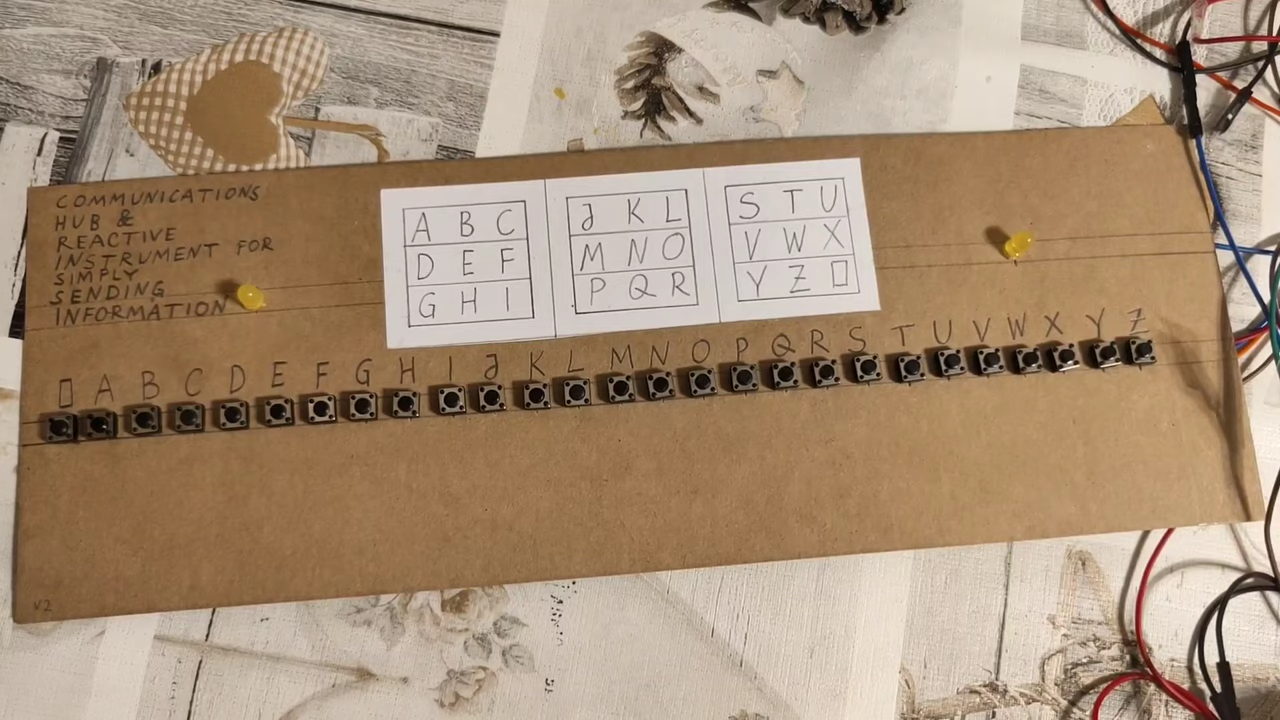 COMMUNICATIONS
HUB &
REACTIVE
INSTRUMENT FOR
SIMPLY
SENDING
INFORMATION
A B C
D E F
G H I
J K L
M N O
P Q R
S T U
V W X
Y Z ▯
▯ A B C D E F G H I J K L M N O P Q R S T U V W X Y Z
V2